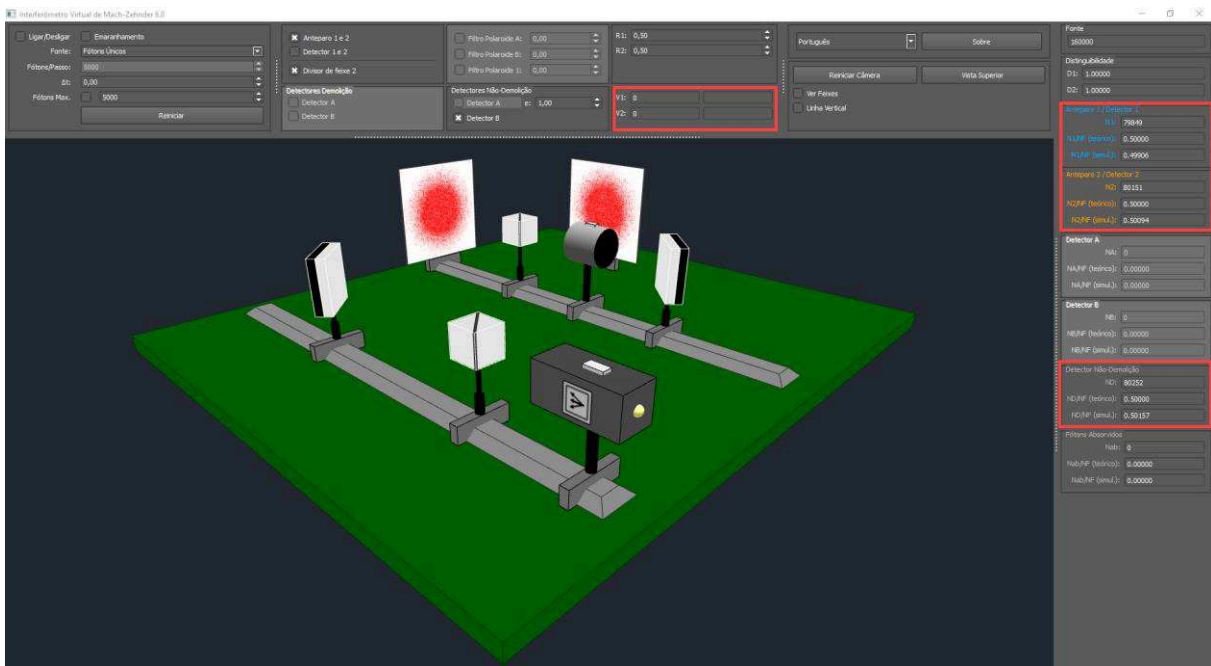 Interferômetro Virtual de Mach-Zehnder 6.0
Ligar/Desligar Emaranhamento
Fonte: Fótons Únicos
Fótons/Passo: 5000
Δt: 0,00
Fótons Max. 5000
Reiniciar
Anteparo 1 e 2
Detector 1 e 2
Divisor de feixe 2
Detectores Demolição
Detector A
Detector B
Filtro Polaroide A: 0,00
Filtro Polaroide B: 0,00
Filtro Polaroide 1: 0,00
Detectores Não-Demolição
Detector A e: 1,00
Detector B
R1: 0,50
R2: 0,50
V1: 0
V2: 0
Português
Sobre
Reiniciar Câmera
Vista Superior
Ver Feixes
Linha Vertical
Fonte
160000
Distinguibilidade
D1: 1.00000
D2: 1.00000
Anteparo 1 / Detector 1
N1: 79849
N1/NF (teórico): 0.50000
N1/NF (simul.): 0.49906
Anteparo 2 / Detector 2
N2: 80151
N2/NF (teórico): 0.50000
N2/NF (simul.): 0.50094
Detector A
NA: 0
NA/NF (teórico): 0.00000
NA/NF (simul.): 0.00000
Detector B
NB: 0
NB/NF (teórico): 0.00000
NB/NF (simul.): 0.00000
Detector Não-Demolição
ND: 80252
ND/NF (teórico): 0.50000
ND/NF (simul.): 0.50157
Fótons Absorvidos
Nab: 0
Nab/NF (teórico): 0.00000
Nab/NF (simul.): 0.00000